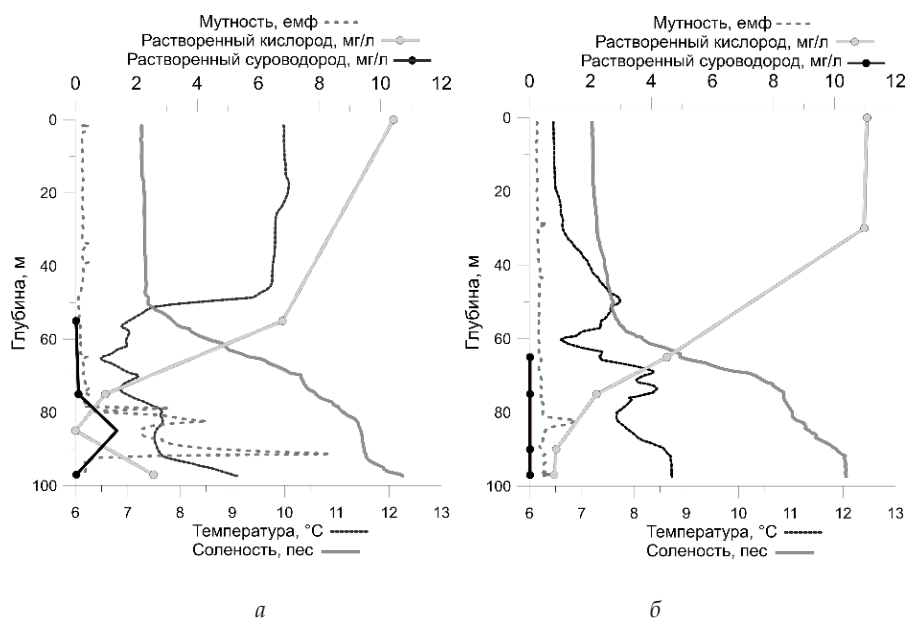 Мутность, емф
Растворенный кислород, мг/л
Растворенный суроводород, мг/л
0 2 4 6 8 10 12
0
20
40
60
80
100
Глубина, м
6 7 8 9 10 11 12 13
Температура, °C
Соленость, пес
а
Мутность, емф
Растворенный кислород, мг/л
Растворенный суроводород, мг/л
0 2 4 6 8 10 12
0
20
40
60
80
100
Глубина, м
6 7 8 9 10 11 12 13
Температура, °C
Соленость, пес
б